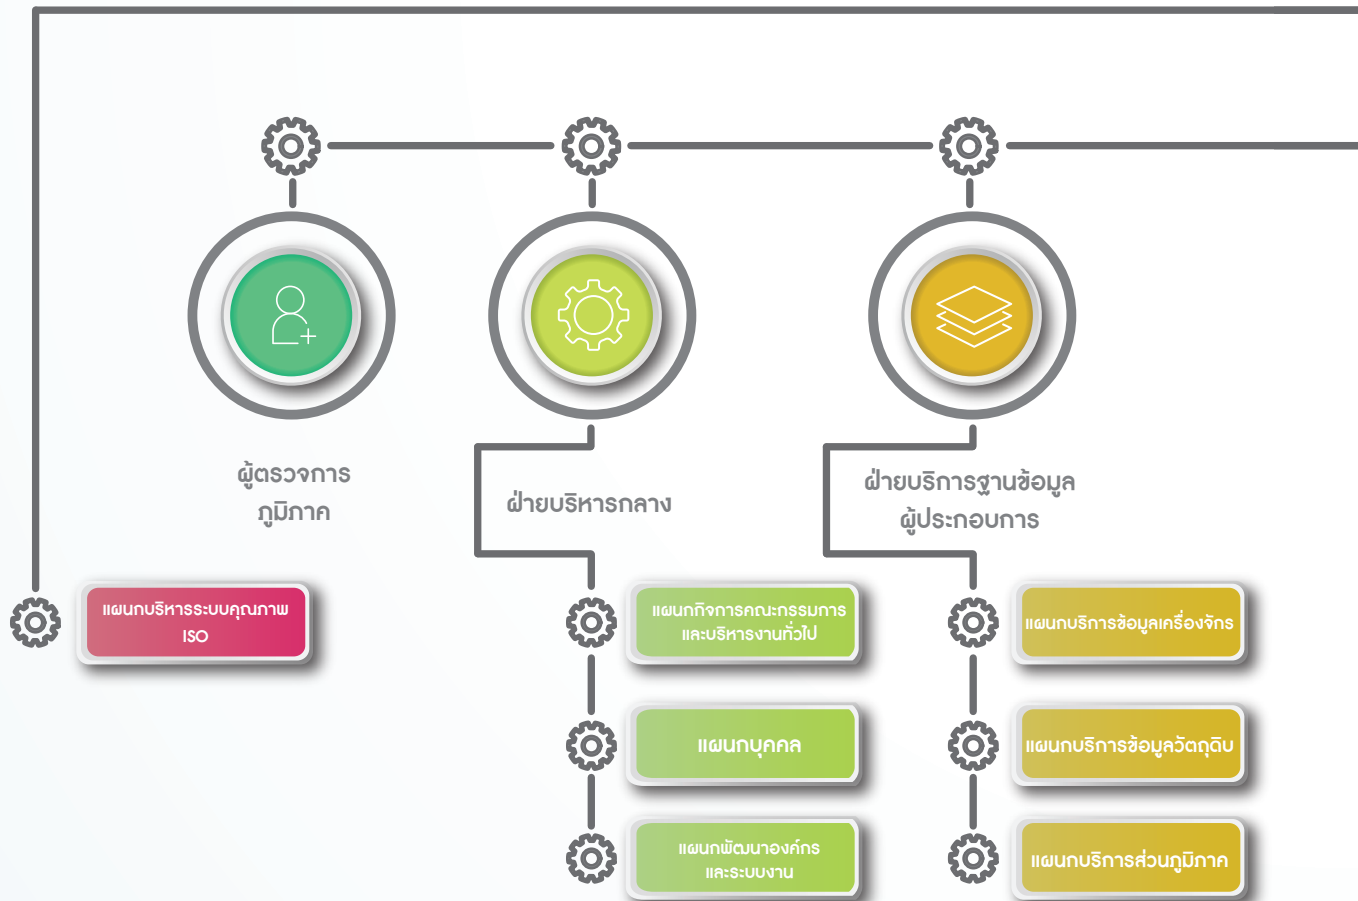 ผู้ตรวจการ
ภูมิภาค
ฝ่ายบริหารกลาง
ฝ่ายบริการฐานข้อมูล
ผู้ประกอบการ
แผนกบริหารระบบคุณภาพ
ISO
แผนกกิจการคณะกรรมการ
และบริหารงานทั่วไป
แผนกบุคคล
แผนกพัฒนาองค์กร
และระบบงาน
แผนกบริการข้อมูลเครื่องจักร
แผนกบริการข้อมูลวัตถุดิบ
แผนกบริการส่วนภูมิภาค